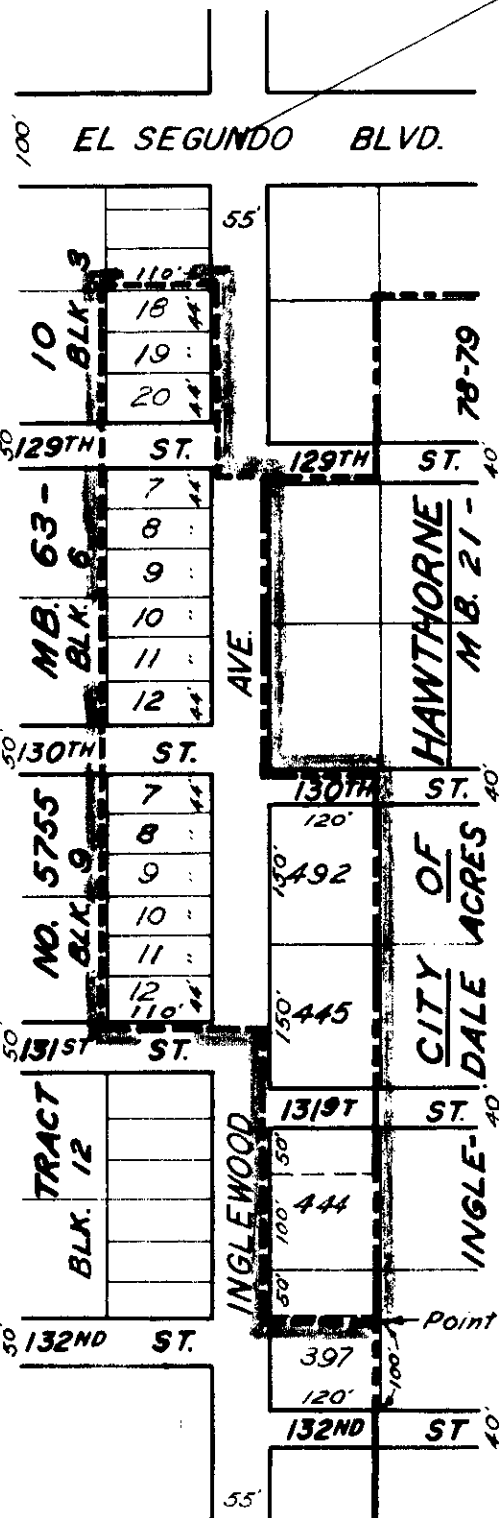 100'
EL SEGUNDO BLVD.
55'
10
BLK 3
110'
18 44'
19 "
20 44'
78-79
50' 129TH ST.
129TH ST. 40'
MB. 63-
BLK. 6
7 44'
8 "
9 "
10 "
11 "
12 44'
AVE.
HAWTHORNE
M B. 21-
50' 130TH ST.
130TH ST. 40'
NO. 5755
BLK 9
7 44'
8 "
9 "
10 "
11 "
12 44'
110'
120'
150' 492
150' 445
CITY OF
DALE ACRES
50' 131ST ST.
131ST ST. 40'
TRACT
BLK. 12
INGLEWOOD
50'
100' 444
50'
INGLE-
Point
50' 132ND ST.
397
100'
120'
132ND ST 40'
55'